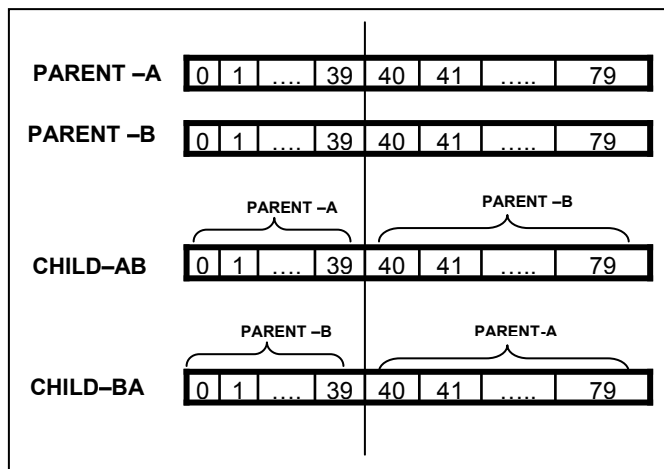 PARENT –A 0 1 .... 39 40 41 ..... 79
PARENT –B 0 1 .... 39 40 41 ..... 79
PARENT –A PARENT –B
CHILD–AB 0 1 .... 39 40 41 ..... 79
PARENT –B PARENT-A
CHILD–BA 0 1 .... 39 40 41 ..... 79